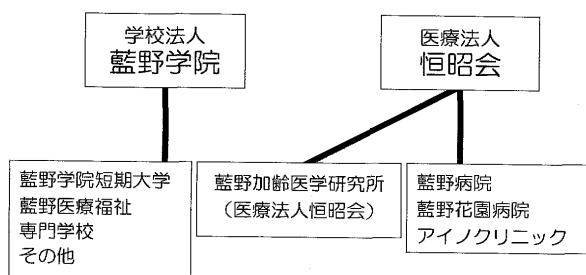 学校法人
藍野学院
医療法人
恒昭会
藍野学院短期大学
藍野医療福祉
専門学校
その他
藍野加齢医学研究所
（医療法人恒昭会）
藍野病院
藍野花園病院
アイノクリニック